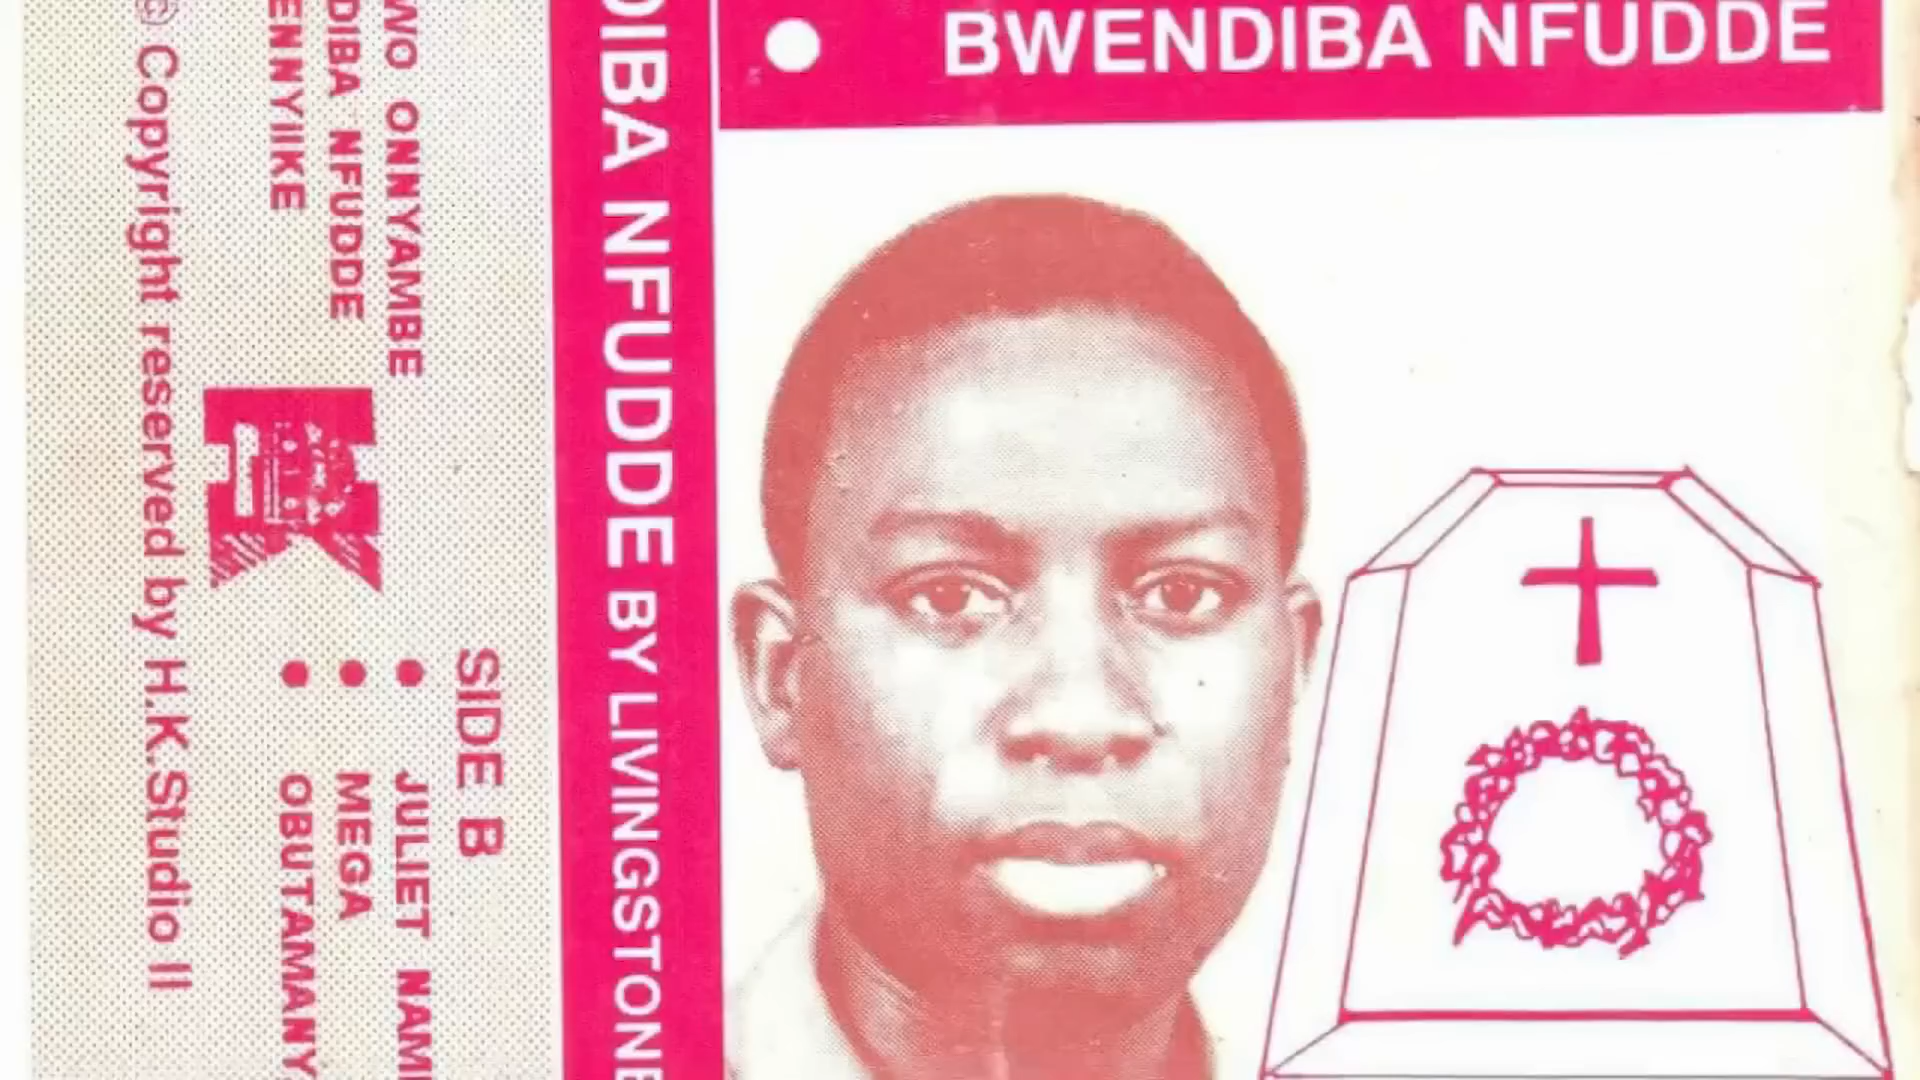 BWENDIBA NFUDDE
DIBA NFUDDE BY LIVINGSTONE
WO ONNYAMBE
DIBA NFUDDE
ENNYIIKE
SIDE B
JULIET NAM
MEGA
OBUTAMANY
© Copyright reserved by H.K.Studio II